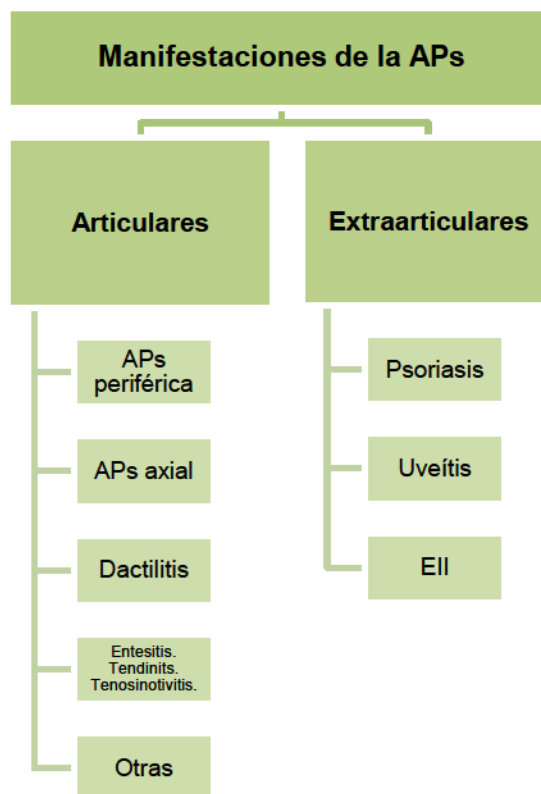 Manifestaciones de la APs
Articulares
APs
periférica
APs axial
Dactilitis
Entesitis.
Tendinits.
Tenosinotivitis.
Otras
Extraarticulares
Psoriasis
Uveítis
EII